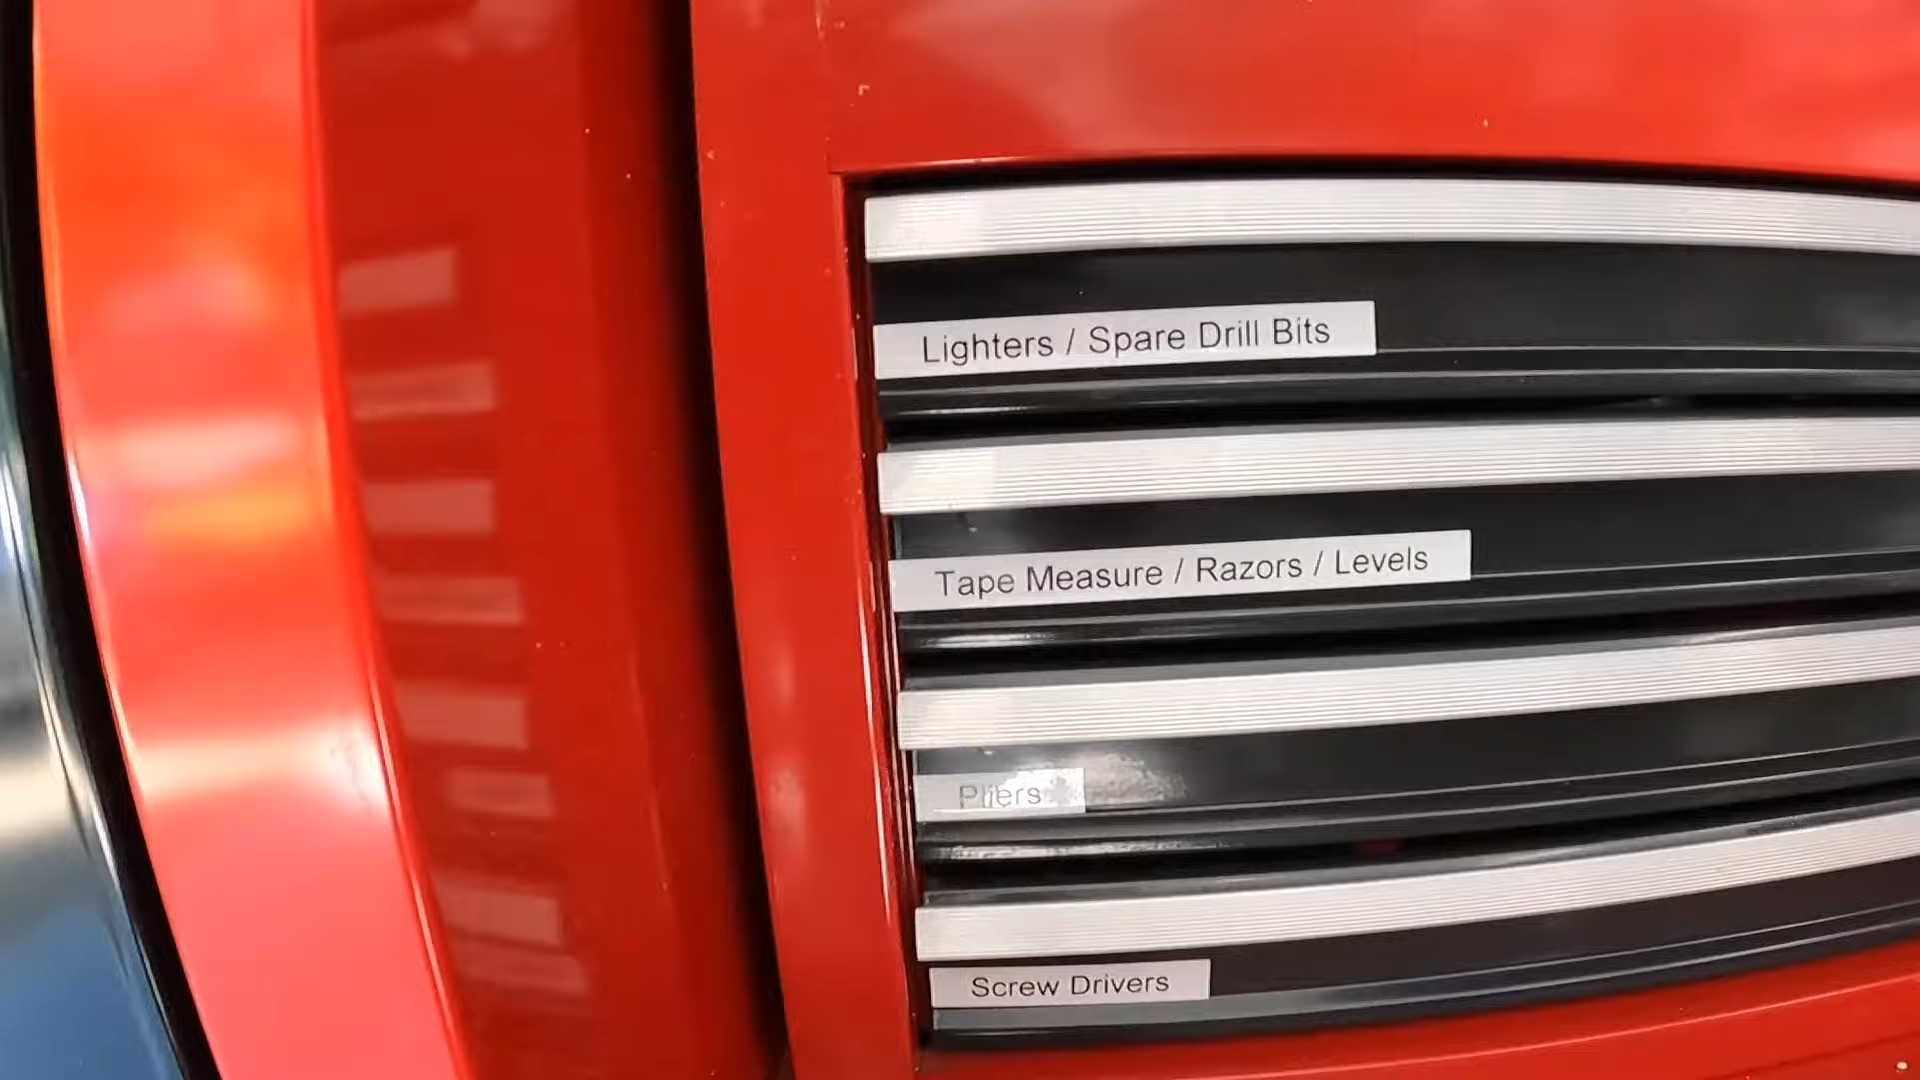 Lighters / Spare Drill Bits
Tape Measure / Razors / Levels
Pliers
Screw Drivers